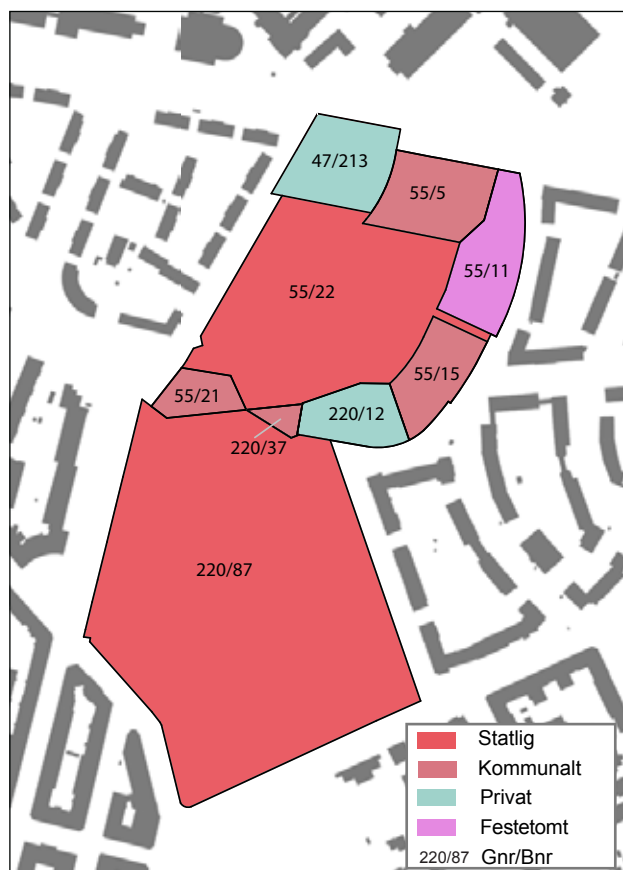 47/213
55/5
55/11
55/22
55/15
55/21
220/12
220/37
220/87
Statlig
Kommunalt
Privat
Festetomt
220/87 Gnr/Bnr